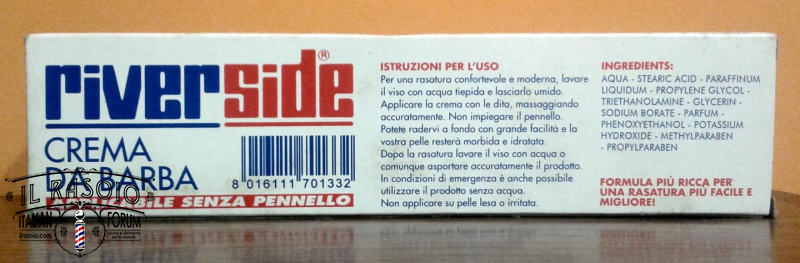 riverside®
CREMA
DA BARBA
8 016111 701332
SENZA PENNELLO
ISTRUZIONI PER L'USO
Per una rasatura confortevole e moderna, lavare
il viso con acqua tiepida e lasciarlo umido.
Applicare la crema con le dita, massaggiando
accuratamente. Non impiegare il pennello.
Potete radervi a fondo con grande facilità e la
vostra pelle resterà morbida e idratata.
Dopo la rasatura lavare il viso con acqua o
comunque asportare accuratamente il prodotto.
In condizioni di emergenza è anche possibile
utilizzare il prodotto senza acqua.
Non applicare su pelle lesa o irritata.
INGREDIENTS:
AQUA - STEARIC ACID - PARAFFINUM
LIQUIDUM - PROPYLENE GLYCOL -
TRIETHANOLAMINE - GLYCERIN -
SODIUM BORATE - PARFUM -
PHENOXYETHANOL - POTASSIUM
HYDROXIDE - METHYLPARABEN
- PROPYLPARABEN
FORMULA PIÙ RICCA PER
UNA RASATURA PIÙ FACILE E
MIGLIORE!
IL RASOIO
ITALIAN FORUM
ilrasoio.com